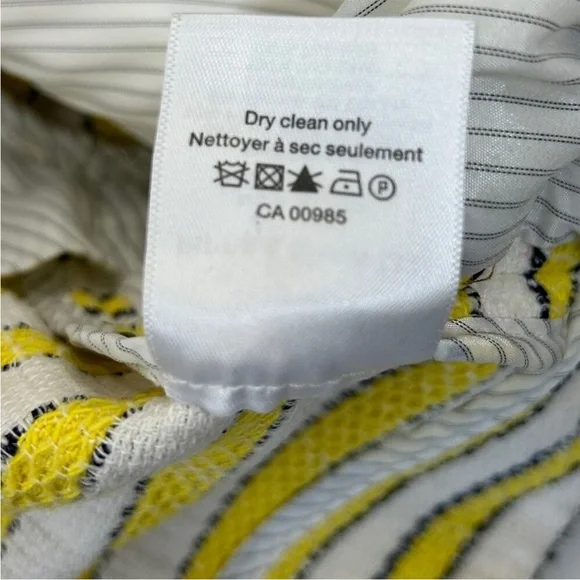 Dry clean only
Nettoyer à sec seulement
P
CA 00985